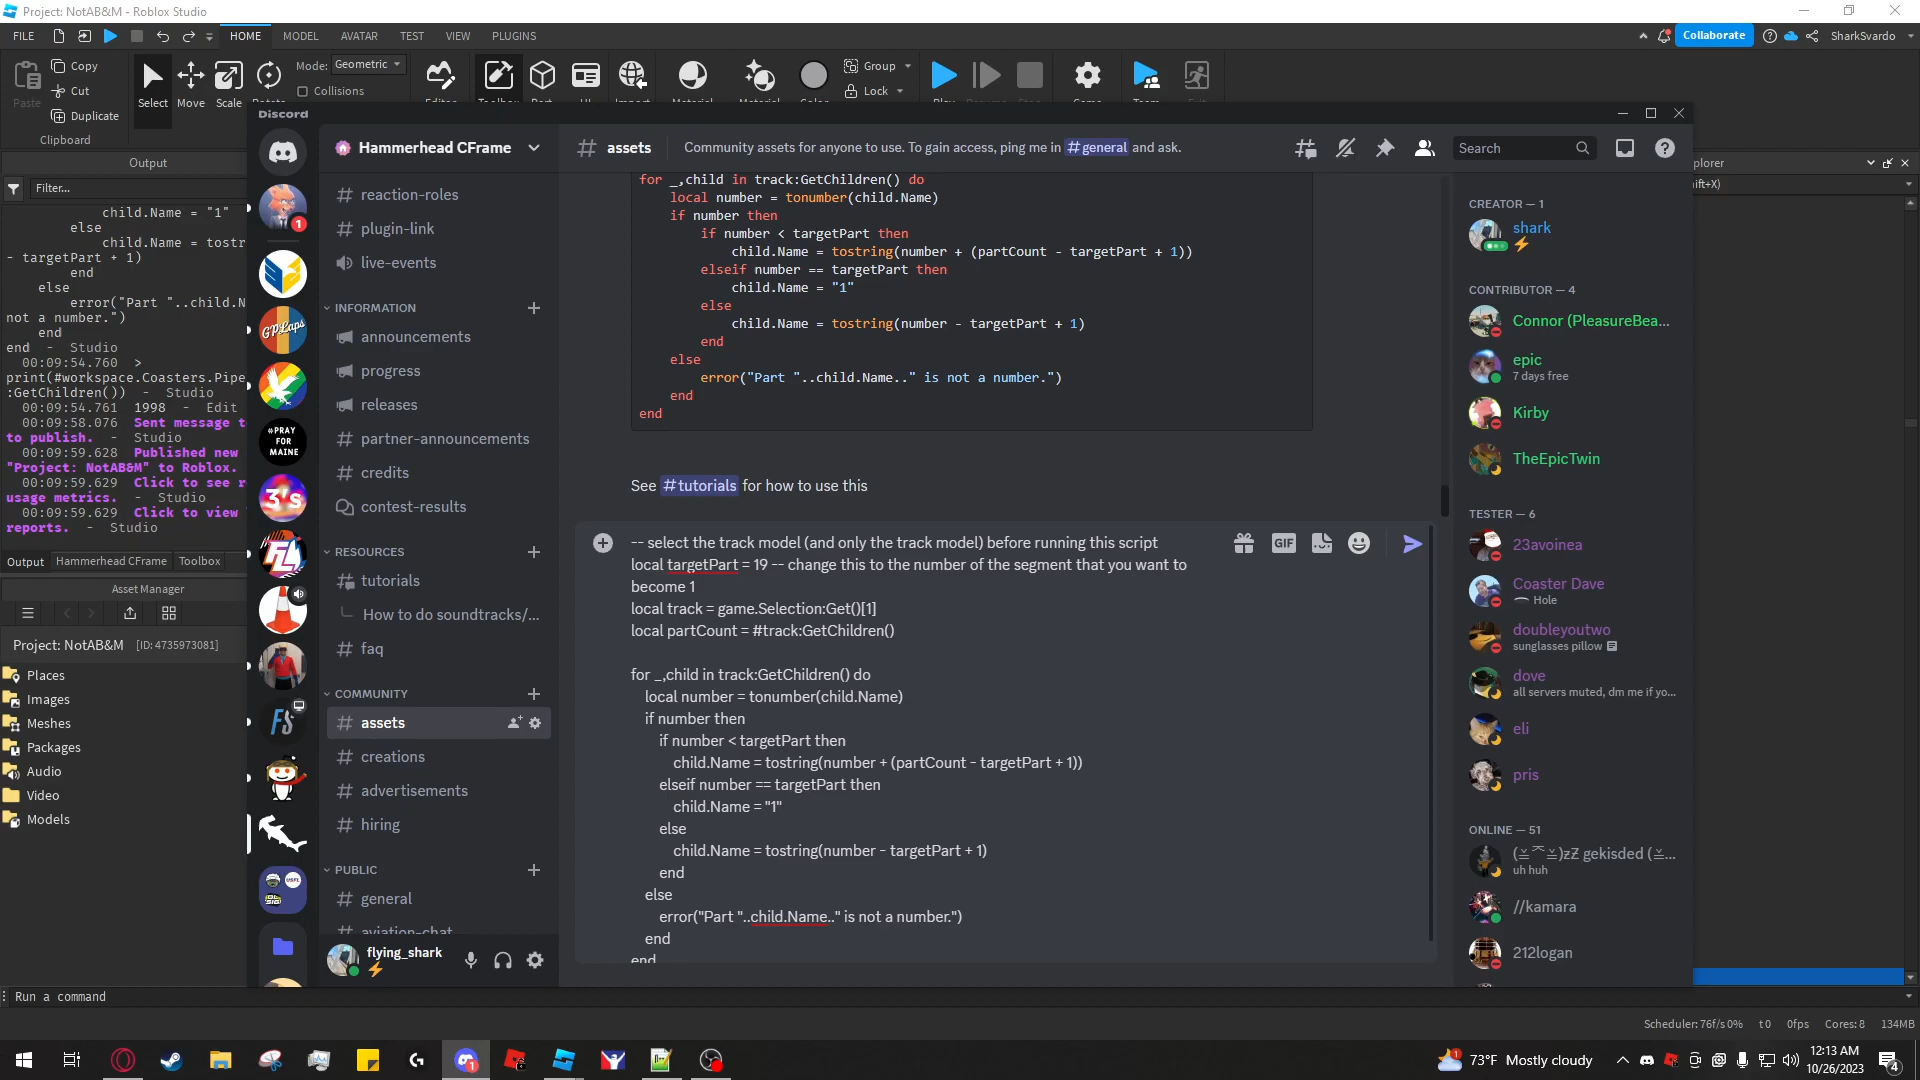 Project: NotAB&M - Roblox Studio
FILE
HOME
MODEL
AVATAR
TEST
VIEW
PLUGINS
Collaborate
SharkSvardo
Paste
Copy
Cut
Duplicate
Clipboard
Select
Move
Scale
Mode: Geometric
Collisions
Group
Lock
Output
Filter...
child.Name = "1"
else
child.Name = tostr
- targetPart + 1)
end
else
error("Part "..child.N
not a number.")
end
end - Studio
00:09:54.760 >
print(#workspace.Coasters.Pipe
:GetChildren()) - Studio
00:09:54.761 1998 - Edit
00:09:58.076 Sent message t
to publish. - Studio
00:09:59.628 Published new
"Project: NotAB&M" to Roblox.
00:09:59.629 Click to see r
usage metrics. - Studio
00:09:59.629 Click to view
reports. - Studio
Output
Hammerhead CFrame
Toolbox
Asset Manager
Project: NotAB&M [ID: 4735973081]
Places
Images
Meshes
Packages
Audio
Video
Models
Run a command
Discord
1
GPLaps
#PRAY
FOR
MAINE
3's
FL
FS
Hammerhead CFrame
reaction-roles
plugin-link
live-events
INFORMATION
announcements
progress
releases
partner-announcements
credits
contest-results
RESOURCES
tutorials
How to do soundtracks/...
faq
COMMUNITY
assets
creations
advertisements
hiring
PUBLIC
general
aviation-chat
flying_shark
# assets
Community assets for anyone to use. To gain access, ping me in #general and ask.
Search
for _,child in track:GetChildren() do
local number = tonumber(child.Name)
if number then
if number < targetPart then
child.Name = tostring(number + (partCount - targetPart + 1))
elseif number == targetPart then
child.Name = "1"
else
child.Name = tostring(number - targetPart + 1)
end
else
error("Part "..child.Name.." is not a number.")
end
end
See #tutorials for how to use this
-- select the track model (and only the track model) before running this script
local targetPart = 19 -- change this to the number of the segment that you want to
become 1
local track = game.Selection:Get()[1]
local partCount = #track:GetChildren()
for _,child in track:GetChildren() do
local number = tonumber(child.Name)
if number then
if number < targetPart then
child.Name = tostring(number + (partCount - targetPart + 1))
elseif number == targetPart then
child.Name = "1"
else
child.Name = tostring(number - targetPart + 1)
end
else
error("Part "..child.Name.." is not a number.")
end
end
GIF
CREATOR — 1
shark
CONTRIBUTOR — 4
Connor (PleasureBea...
epic
7 days free
Kirby
TheEpicTwin
TESTER — 6
23avoinea
Coaster Dave
Hole
doubleyoutwo
sunglasses pillow
dove
all servers muted, dm me if yo...
eli
pris
ONLINE — 51
uh huh
//kamara
212logan
plorer
ift+X)
Scheduler: 76f/s 0%
t 0
0fps
Cores: 8
134MB
73°F Mostly cloudy
12:13 AM
10/26/2023
4